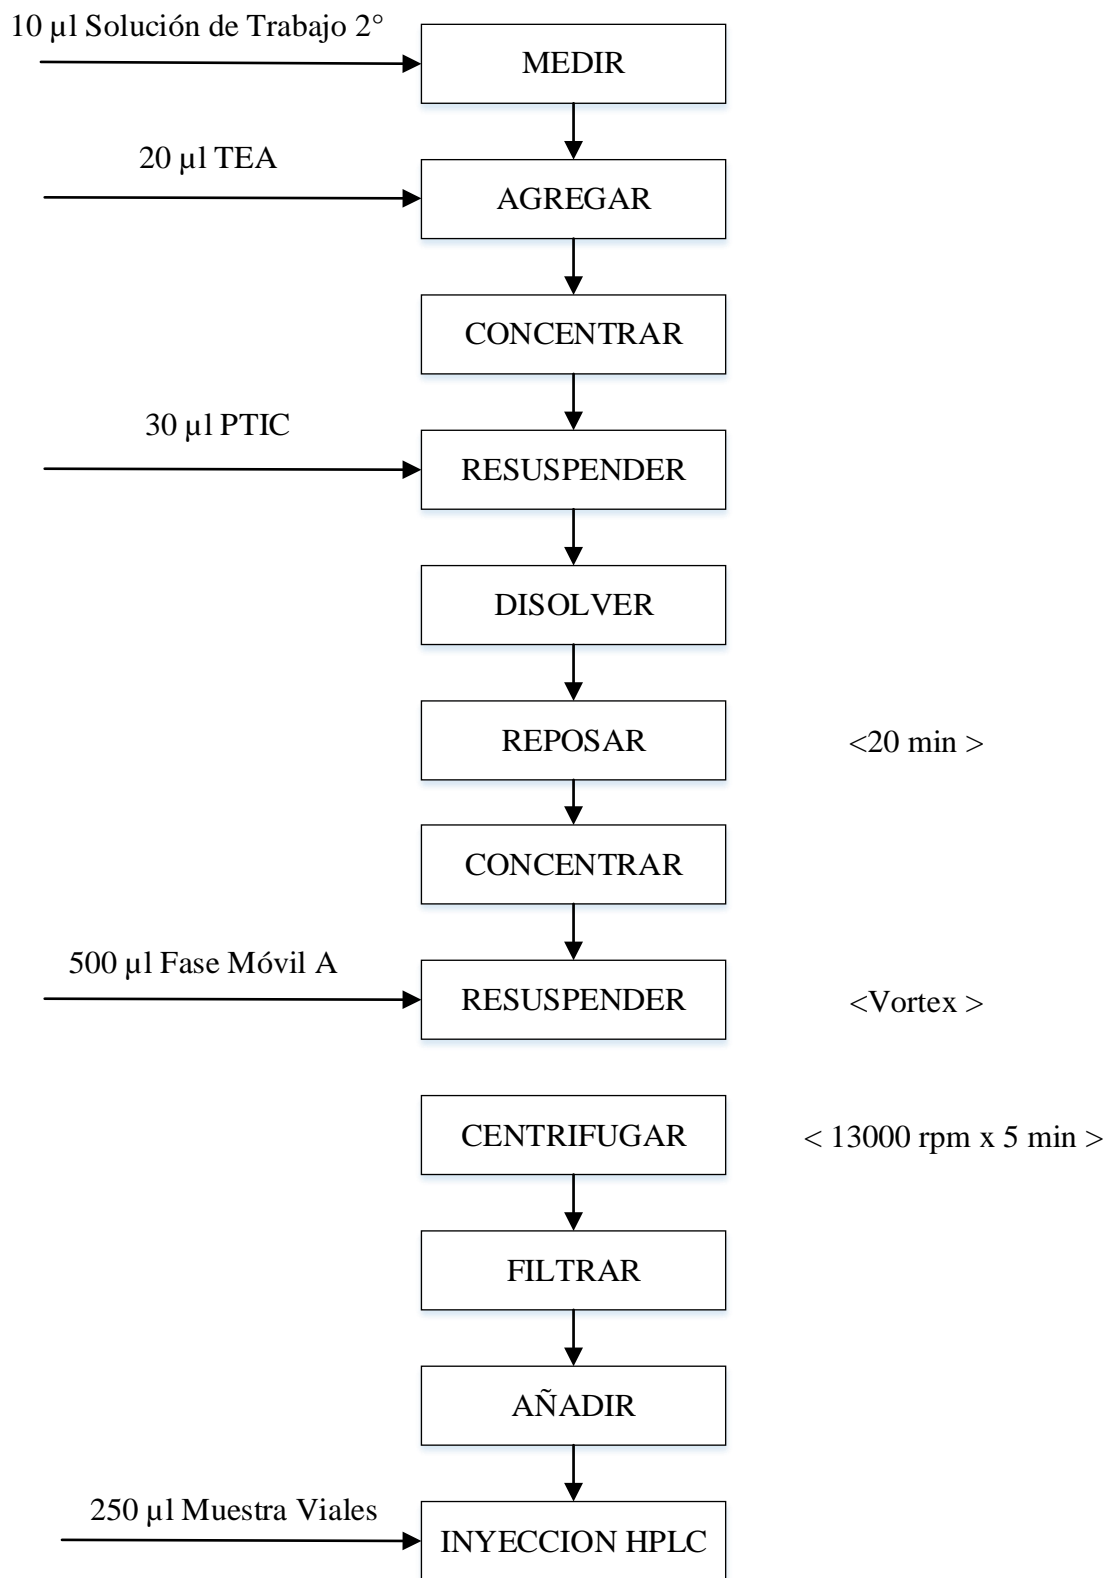 10 µl Solución de Trabajo 2°
MEDIR
20 µl TEA
AGREGAR
CONCENTRAR
30 µl PTIC
RESUSPENDER
DISOLVER
REPOSAR
<20 min >
CONCENTRAR
500 µl Fase Móvil A
RESUSPENDER
<Vortex >
CENTRIFUGAR
< 13000 rpm x 5 min >
FILTRAR
AÑADIR
250 µl Muestra Viales
INYECCION HPLC